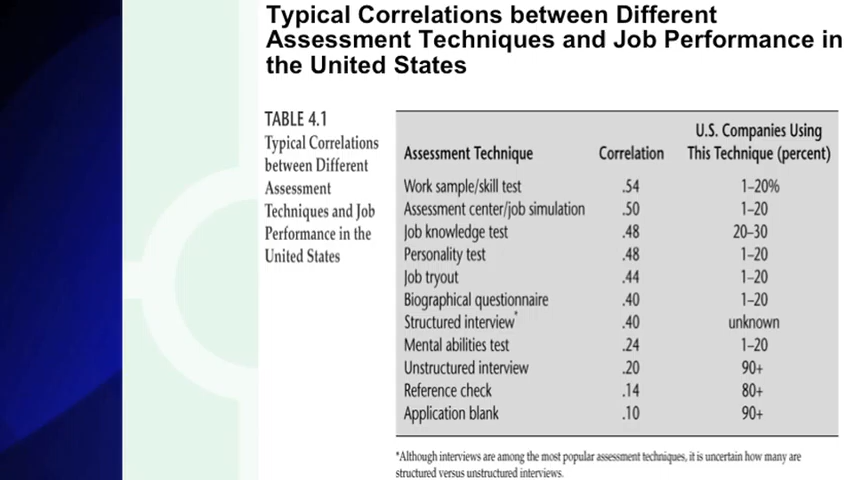 Typical Correlations between Different
Assessment Techniques and Job Performance in
the United States
TABLE 4.1
Typical Correlations
between Different
Assessment
Techniques and Job
Performance in the
United States
Assessment Technique Correlation U.S. Companies Using
This Technique (percent)
Work sample/skill test .54 1–20%
Assessment center/job simulation .50 1–20
Job knowledge test .48 20–30
Personality test .48 1–20
Job tryout .44 1–20
Biographical questionnaire .40 1–20
Structured interview* .40 unknown
Mental abilities test .24 1–20
Unstructured interview .20 90+
Reference check .14 80+
Application blank .10 90+
*Although interviews are among the most popular assessment techniques, it is uncertain how many are
structured versus unstructured interviews.